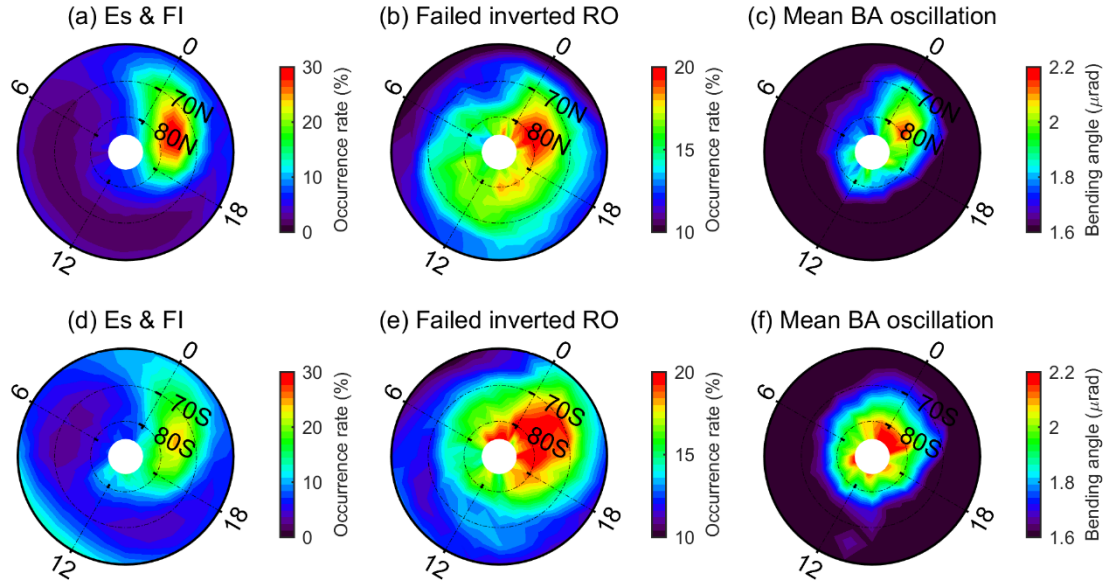 (a) Es & FI
0
6
70N
80N
18
12
30
20
10
0
Occurrence rate (%)
(b) Failed inverted RO
0
6
70N
80N
18
12
20
15
10
Occurrence rate (%)
(c) Mean BA oscillation
0
6
70N
80N
18
12
2.2
2
1.8
1.6
Bending angle (μrad)
(d) Es & FI
0
6
70S
80S
18
12
30
20
10
0
Occurrence rate (%)
(e) Failed inverted RO
0
6
70S
80S
18
12
20
15
10
Occurrence rate (%)
(f) Mean BA oscillation
0
6
70S
80S
18
12
2.2
2
1.8
1.6
Bending angle (μrad)